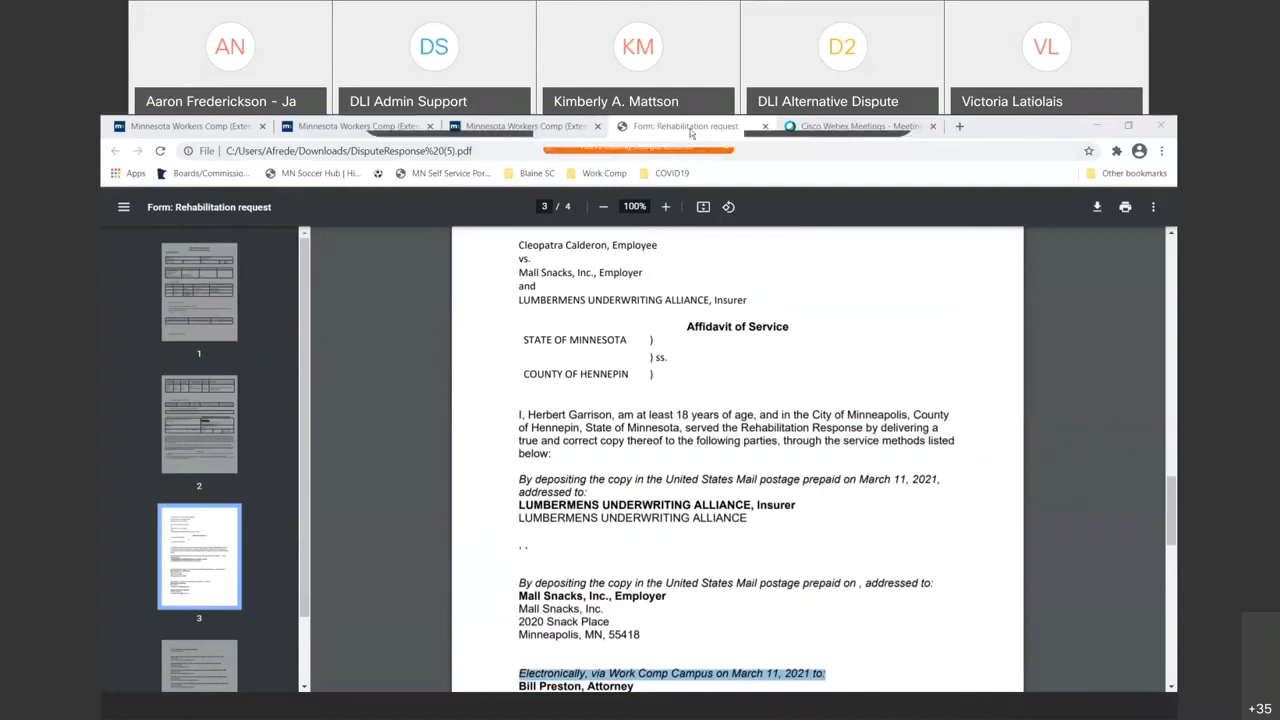 AN
DS
KM
D2
VL
Aaron Frederickson - Ja
DLI Admin Support
Kimberly A. Mattson
DLI Alternative Dispute
Victoria Latiolais
Minnesota Workers Comp (Exter
Minnesota Workers Comp (Exter
Minnesota Workers Comp (Exter
Form: Rehabilitation request
Cisco Webex Meetings - Meetin
File
C:/Users/Afrede/Downloads/DisputeResponse%20(5).pdf
Apps
Boards/Commissio...
MN Soccer Hub | Hi...
MN Self Service Por...
Blaine SC
Work Comp
COVID19
Other bookmarks
Form: Rehabilitation request
3 / 4
100%
1
2
3
Cleopatra Calderon, Employee
vs.
Mall Snacks, Inc., Employer
and
LUMBERMENS UNDERWRITING ALLIANCE, Insurer
Affidavit of Service
STATE OF MINNESOTA )
) ss.
COUNTY OF HENNEPIN )
I, Herbert Garrison, am at least 18 years of age, and in the City of Minneapolis, County
of Hennepin, State of Minnesota, served the Rehabilitation Response by delivering a
true and correct copy thereof to the following parties, through the service methods listed
below:
By depositing the copy in the United States Mail postage prepaid on March 11, 2021,
addressed to:
LUMBERMENS UNDERWRITING ALLIANCE, Insurer
LUMBERMENS UNDERWRITING ALLIANCE
, ,
By depositing the copy in the United States Mail postage prepaid on , addressed to:
Mall Snacks, Inc., Employer
Mall Snacks, Inc.
2020 Snack Place
Minneapolis, MN, 55418
Electronically, via Work Comp Campus on March 11, 2021 to:
Bill Preston, Attorney
+35